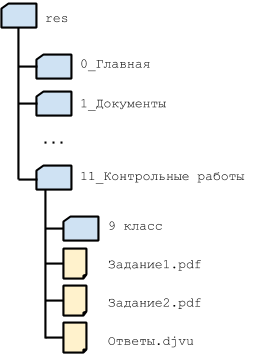 res
0_Главная
1_Документы
...
11_Контрольные работы
9 класс
Задание1.pdf
Задание2.pdf
Ответы.djvu